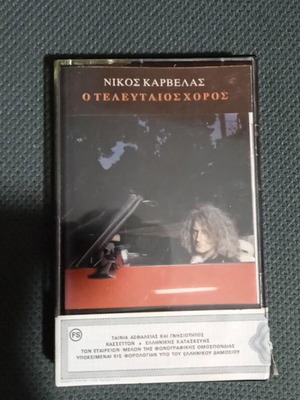 ΝΙΚΟΣ ΚΑΡΒΕΛΑΣ
Ο ΤΕΛΕΥΤΑΙΟΣ ΧΟΡΟΣ
FS
ΤΑΙΝΙΑ ΑΣΦΑΛΕΙΑΣ ΚΑΙ ΓΝΗΣΙΟΤΗΤΟΣ
ΚΑΣΣΕΤΤΩΝ ΕΛΛΗΝΙΚΗΣ ΚΑΤΑΣΚΕΥΗΣ
ΤΩΝ ΕΤΑΙΡΕΙΩΝ ΜΕΛΩΝ ΤΗΣ ΦΩΝΟΓΡΑΦΙΚΗΣ ΟΜΟΣΠΟΝΔΙΑΣ
ΥΠΟΚΕΙΜΕΝΑΙ ΕΙΣ ΦΟΡΟΛΟΓΙΑΝ ΥΠΟ ΤΟΥ ΕΛΛΗΝΙΚΟΥ ΔΗΜΟΣΙΟΥ